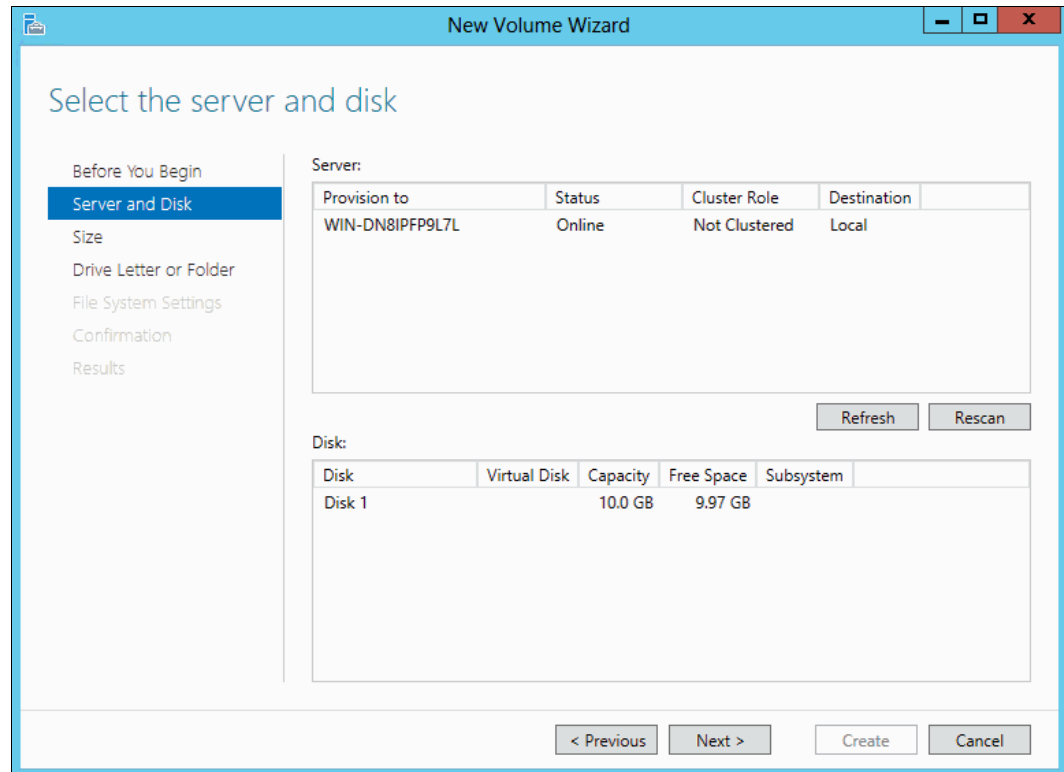 New Volume Wizard
Select the server and disk
Before You Begin
Server and Disk
Size
Drive Letter or Folder
File System Settings
Confirmation
Results
Server:
Provision to Status Cluster Role Destination
WIN-DN8IPFP9L7L Online Not Clustered Local
Refresh Rescan
Disk:
Disk Virtual Disk Capacity Free Space Subsystem
Disk 1 10.0 GB 9.97 GB
< Previous Next > Create Cancel